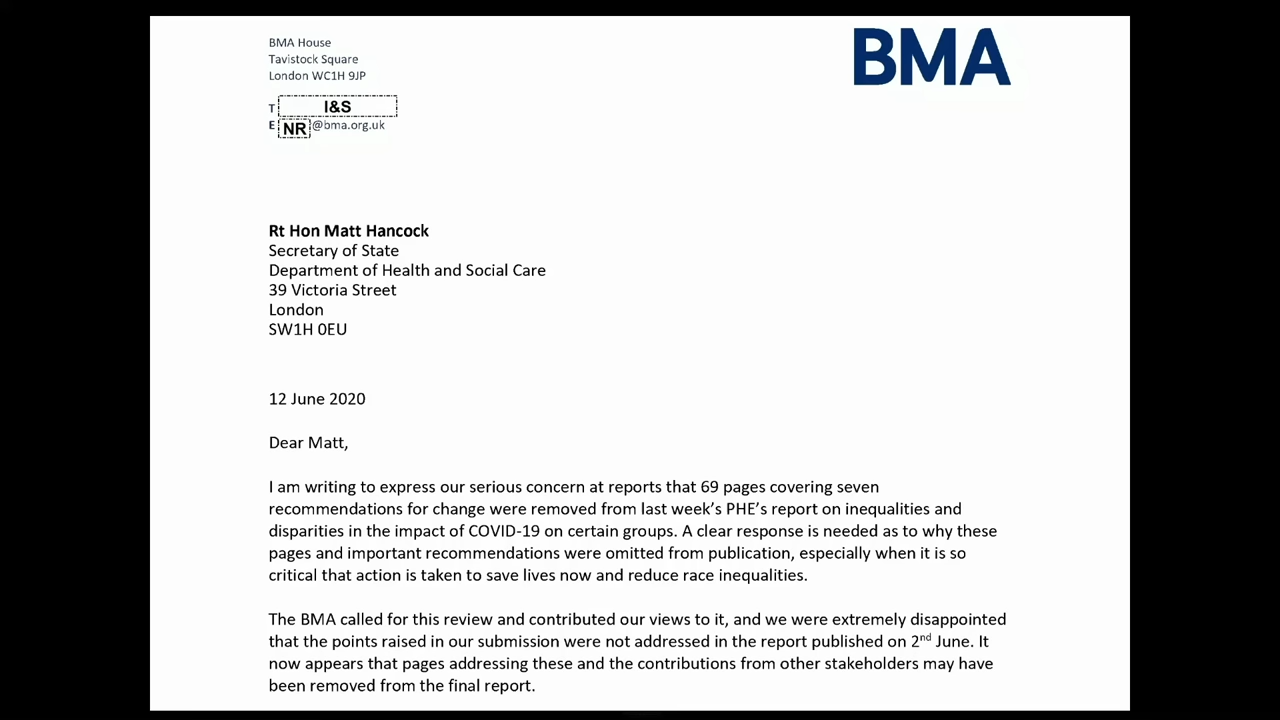 BMA House
Tavistock Square
London WC1H 9JP
BMA
T I&S
E NR @bma.org.uk
Rt Hon Matt Hancock
Secretary of State
Department of Health and Social Care
39 Victoria Street
London
SW1H 0EU
12 June 2020
Dear Matt,
I am writing to express our serious concern at reports that 69 pages covering seven
recommendations for change were removed from last week’s PHE’s report on inequalities and
disparities in the impact of COVID-19 on certain groups. A clear response is needed as to why these
pages and important recommendations were omitted from publication, especially when it is so
critical that action is taken to save lives now and reduce race inequalities.
The BMA called for this review and contributed our views to it, and we were extremely disappointed
that the points raised in our submission were not addressed in the report published on 2nd June. It
now appears that pages addressing these and the contributions from other stakeholders may have
been removed from the final report.